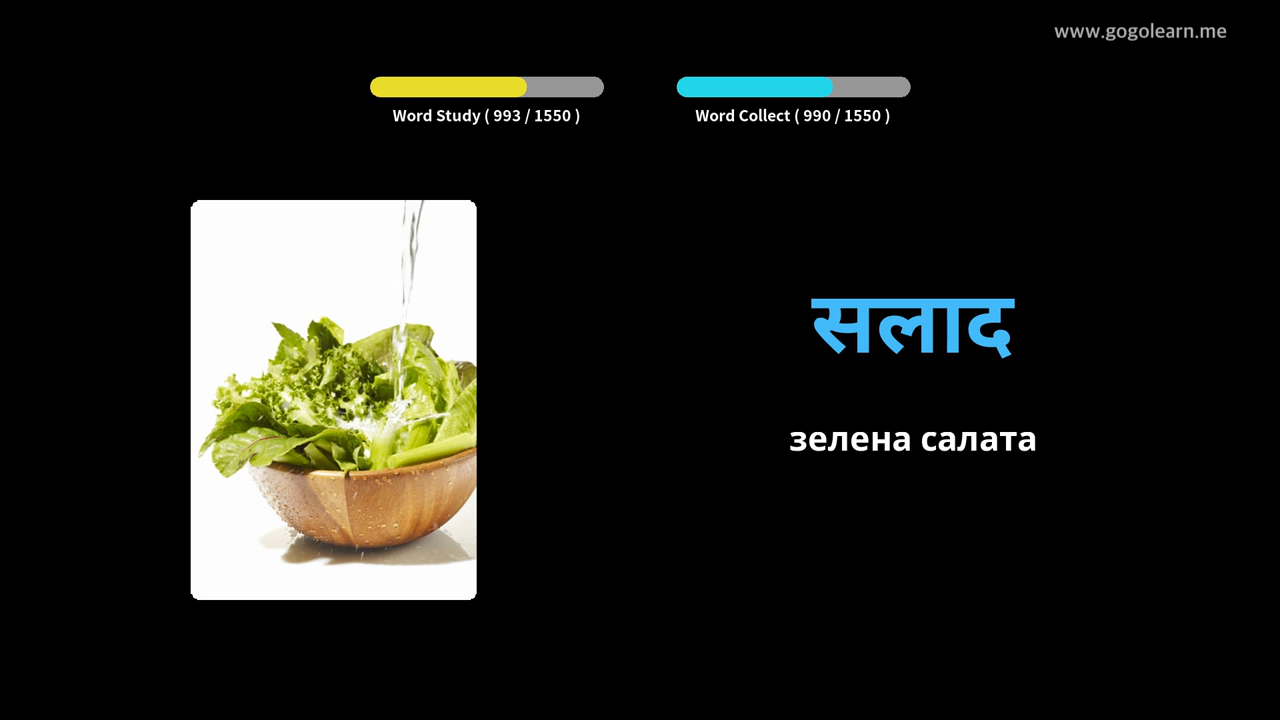 www.gogolearn.me
Word Study ( 993 / 1550 )
Word Collect ( 990 / 1550 )
सलाद
зелена салата